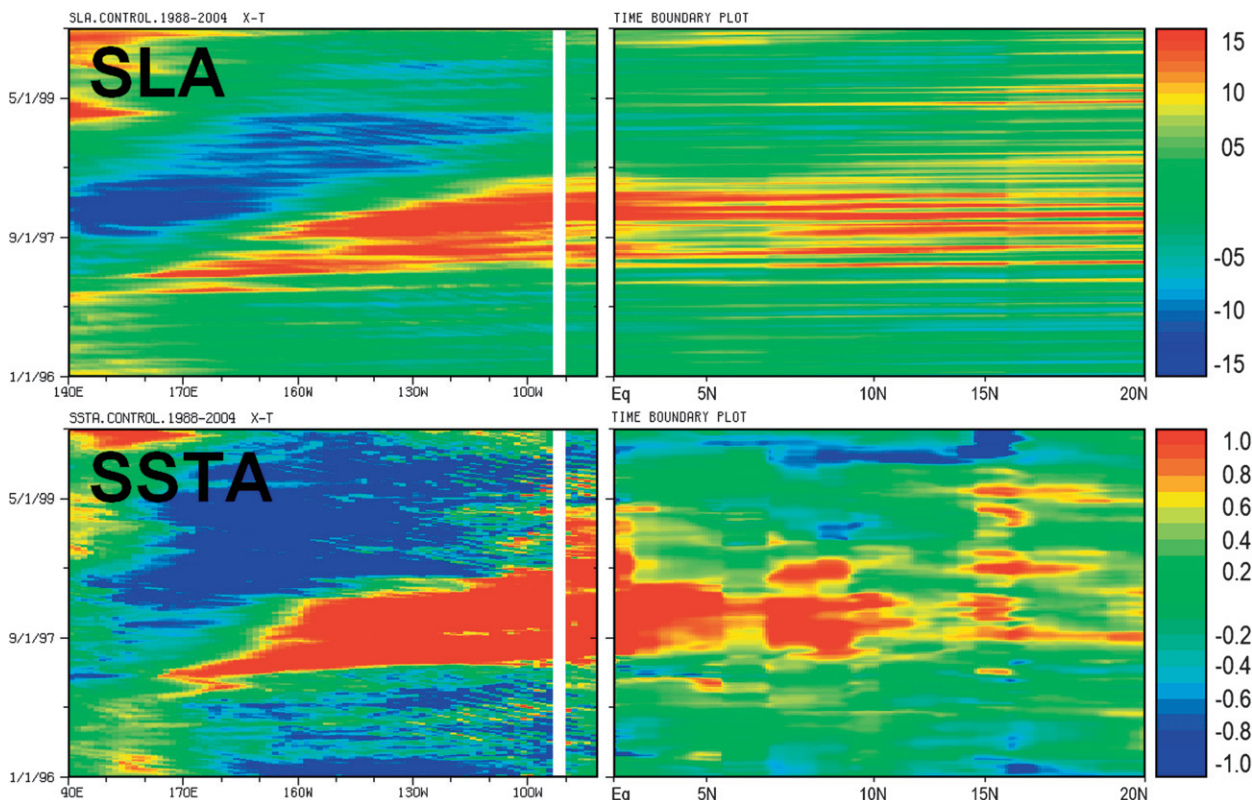 SLA.CONTROL.1988-2004 X-T
TIME BOUNDARY PLOT
SLA
5/1/99
9/1/97
1/1/96
140E 170E 160W 130W 100W
Eq 5N 10N 15N 20N
15
10
05
-05
-10
-15
SSTA.CONTROL.1988-2004 X-T
TIME BOUNDARY PLOT
SSTA
5/1/99
9/1/97
1/1/96
140E 170E 160W 130W 100W
Eq 5N 10N 15N 20N
1.0
0.8
0.6
0.4
0.2
-0.2
-0.4
-0.6
-0.8
-1.0